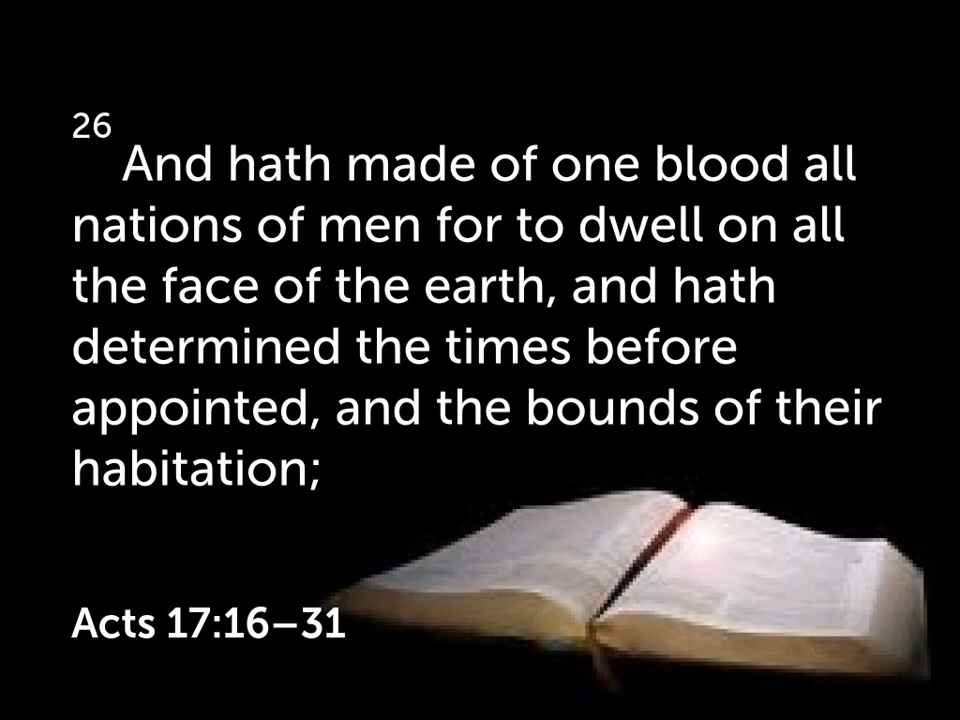 26
And hath made of one blood all
nations of men for to dwell on all
the face of the earth, and hath
determined the times before
appointed, and the bounds of their
habitation;
Acts 17:16–31